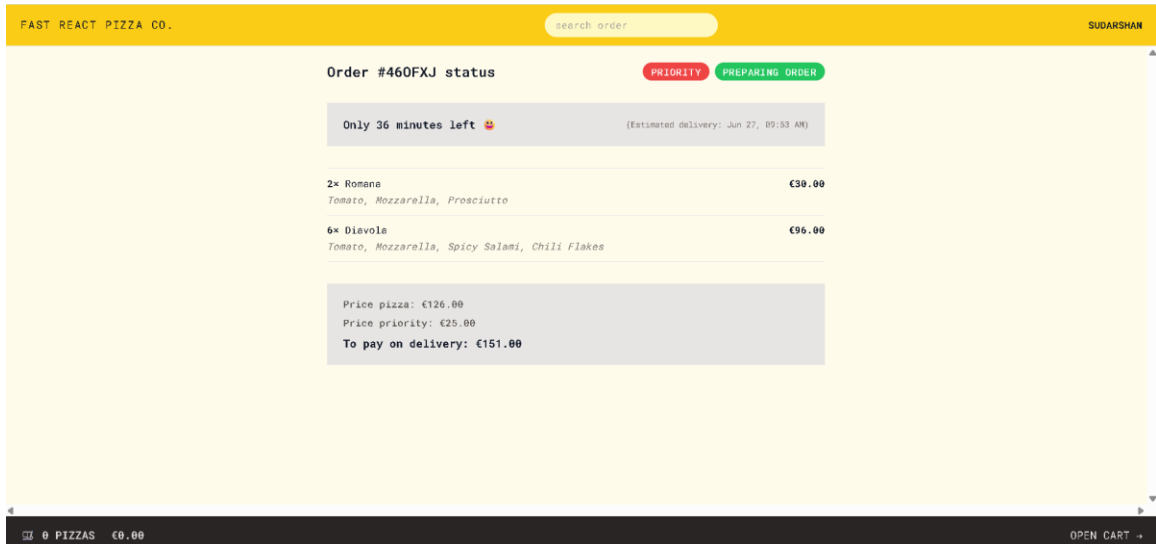 FAST REACT PIZZA CO. search order SUDARSHAN
Order #46OFXJ status PRIORITY PREPARING ORDER
Only 36 minutes left 😀 (Estimated delivery: Jun 27, 09:53 AM)
2× Romana €30.00
Tomato, Mozzarella, Prosciutto
6× Diavola €96.00
Tomato, Mozzarella, Spicy Salami, Chili Flakes
Price pizza: €126.00
Price priority: €25.00
To pay on delivery: €151.00
🛒 0 PIZZAS €0.00 OPEN CART →